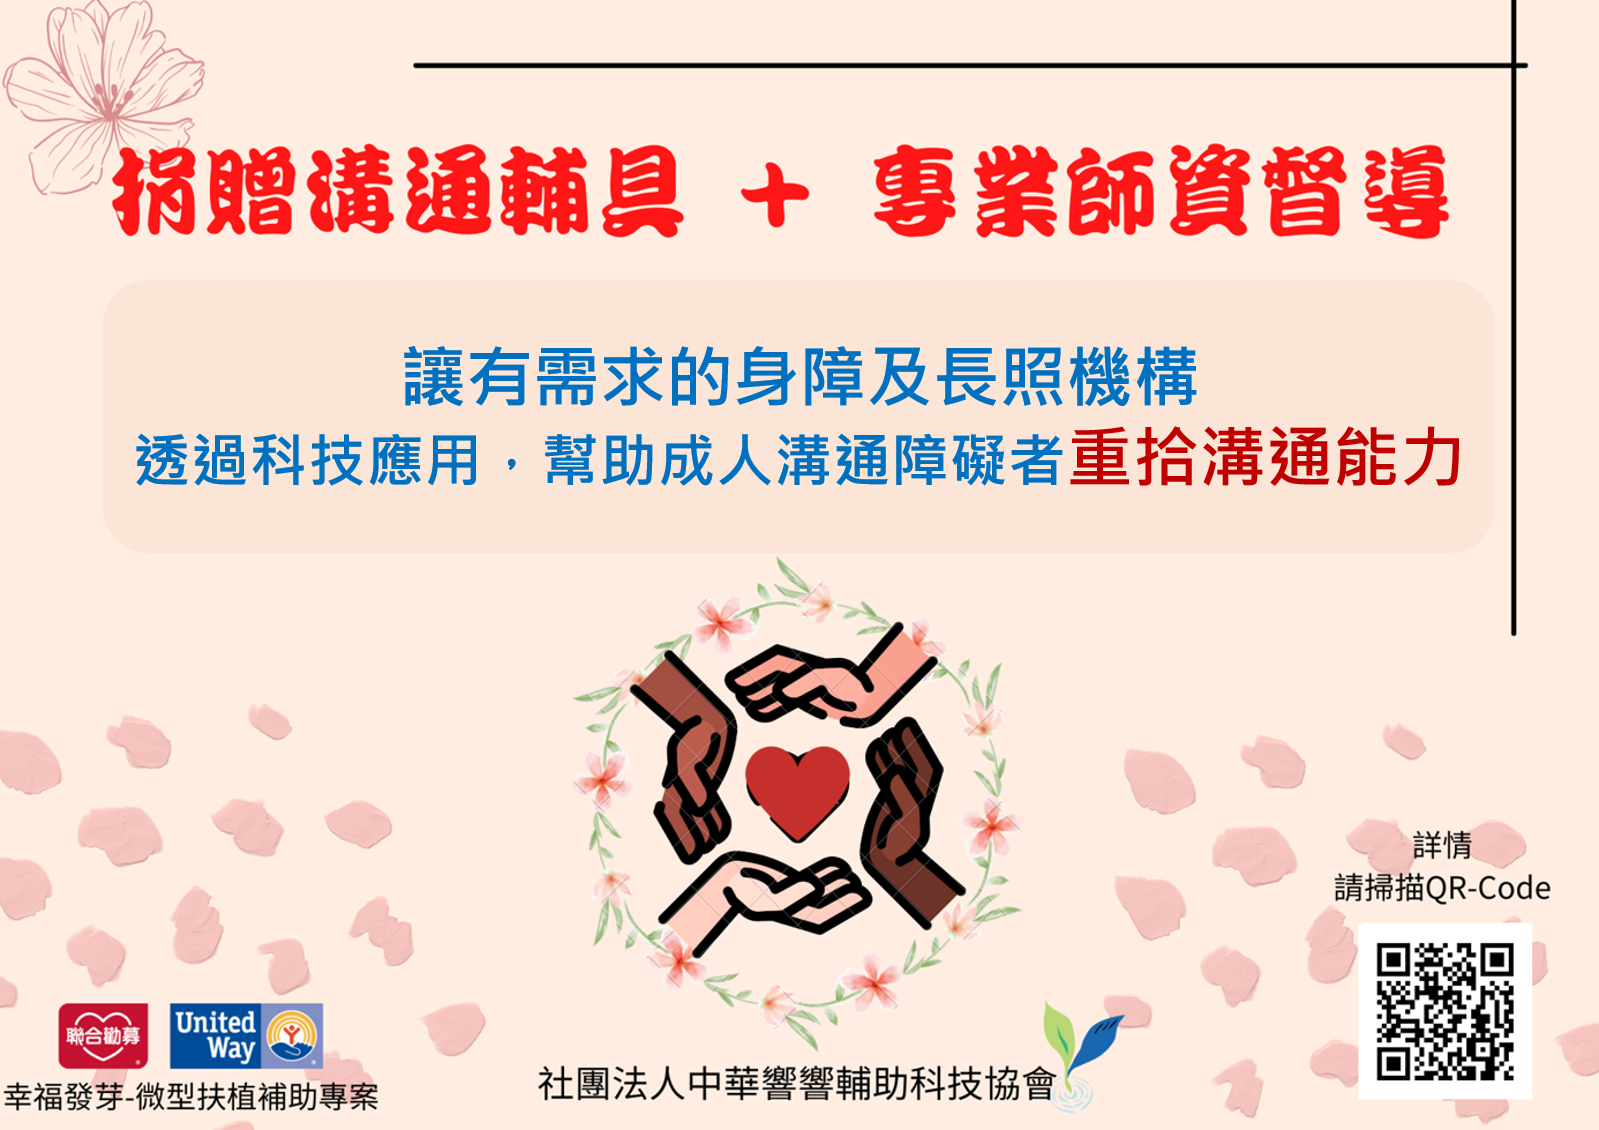 捐贈溝通輔具 + 專業師資督導
讓有需求的身障及長照機構
透過科技應用，幫助成人溝通障礙者重拾溝通能力
詳情
請掃描QR-Code
聯合勸募
United
Way
幸福發芽-微型扶植補助專案
社團法人中華響響輔助科技協會